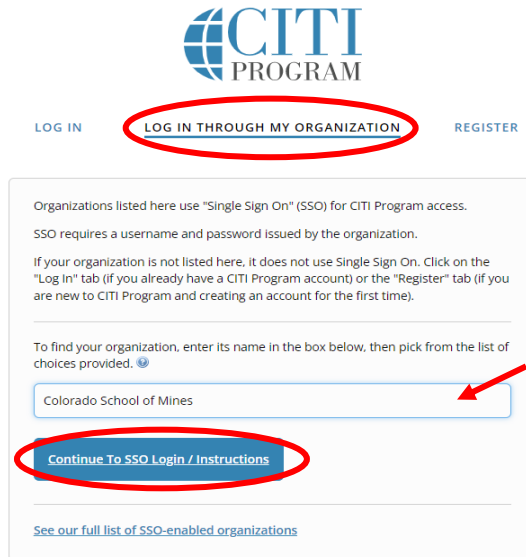 CITI
PROGRAM
LOG IN LOG IN THROUGH MY ORGANIZATION REGISTER
Organizations listed here use "Single Sign On" (SSO) for CITI Program access.
SSO requires a username and password issued by the organization.
If your organization is not listed here, it does not use Single Sign On. Click on the
"Log In" tab (if you already have a CITI Program account) or the "Register" tab (if you
are new to CITI Program and creating an account for the first time).
To find your organization, enter its name in the box below, then pick from the list of
choices provided.
Colorado School of Mines
Continue To SSO Login / Instructions
See our full list of SSO-enabled organizations